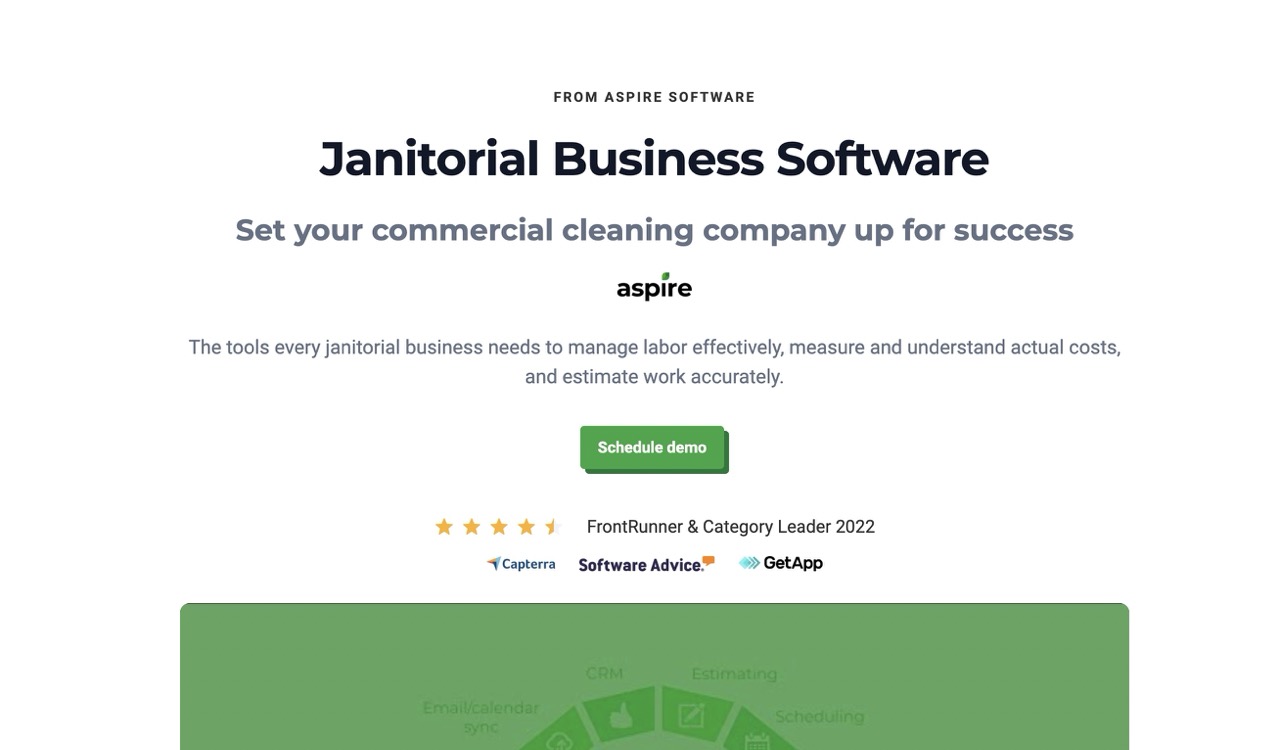 FROM ASPIRE SOFTWARE
Janitorial Business Software
Set your commercial cleaning company up for success
aspire
The tools every janitorial business needs to manage labor effectively, measure and understand actual costs,
and estimate work accurately.
Schedule demo
FrontRunner & Category Leader 2022
Capterra Software Advice. GetApp
CRM Estimating
Email/calendar
sync
Scheduling